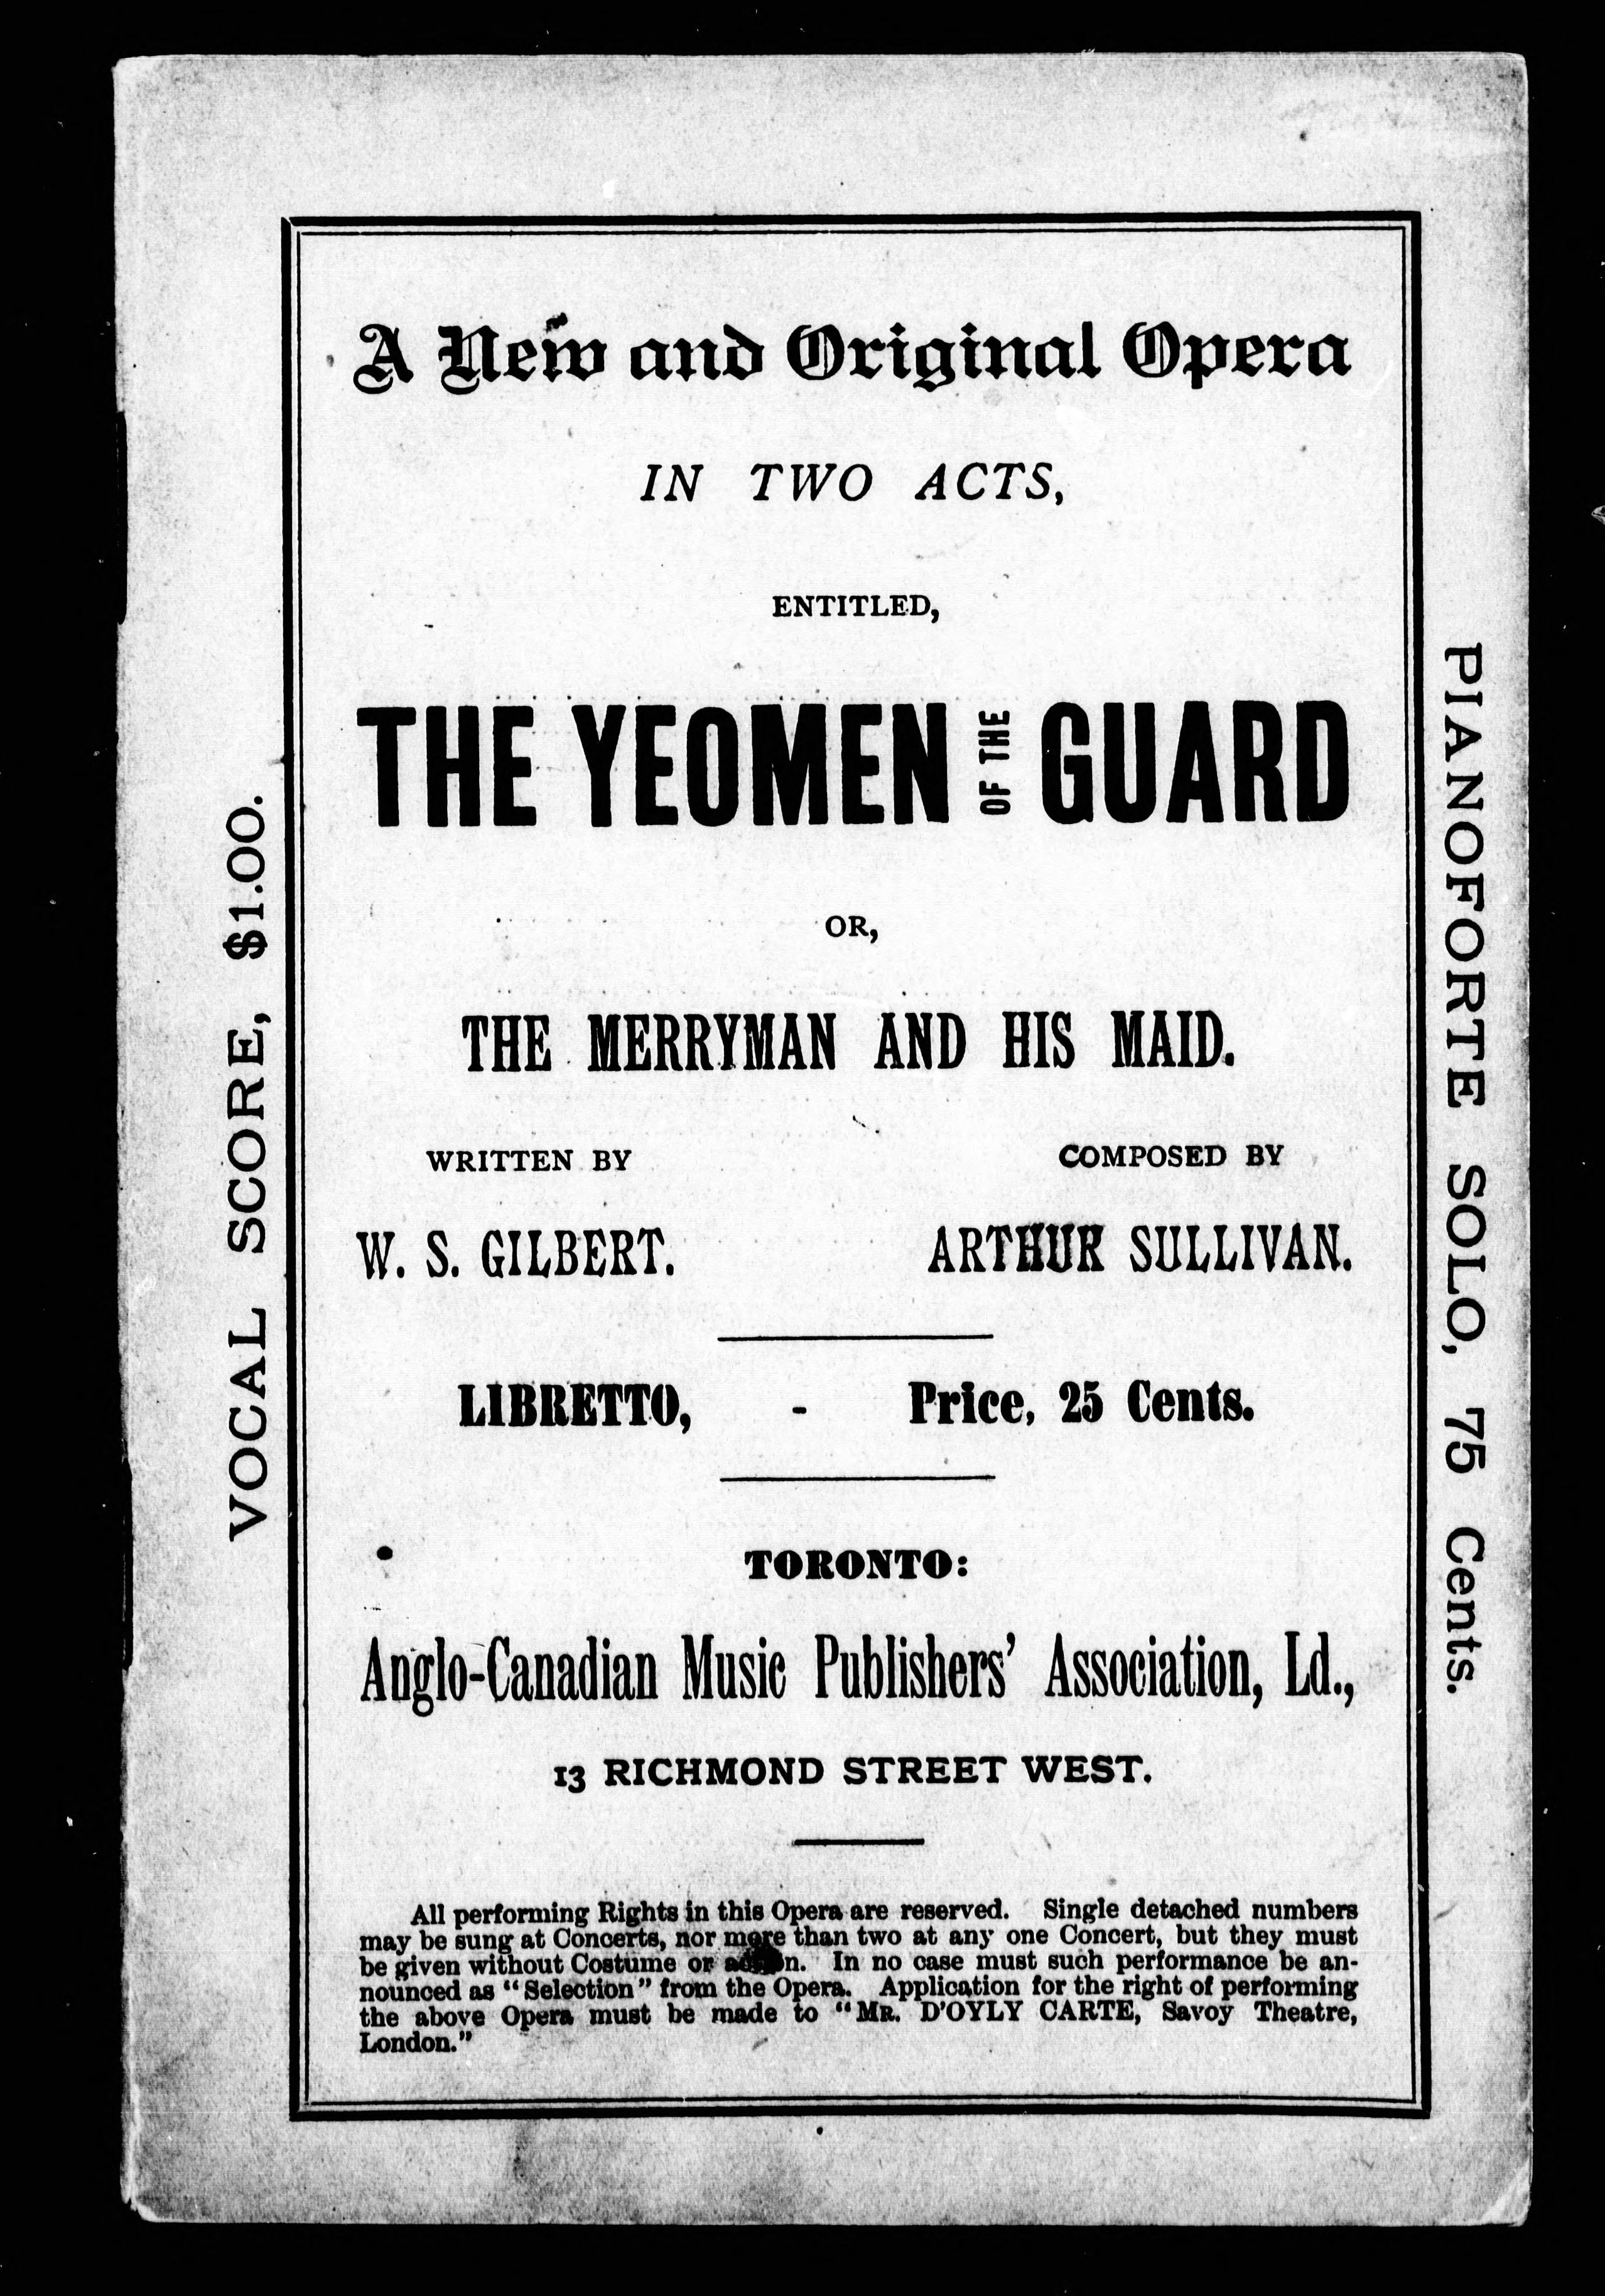 A New and Original Opera
IN TWO ACTS,
ENTITLED,
THE YEOMEN OF THE GUARD
OR,
THE MERRYMAN AND HIS MAID.
WRITTEN BY
W. S. GILBERT.
COMPOSED BY
ARTHUR SULLIVAN.
LIBRETTO, - Price, 25 Cents.
TORONTO:
Anglo-Canadian Music Publishers' Association, Ld.,
13 RICHMOND STREET WEST.
All performing Rights in this Opera are reserved. Single detached numbers
may be sung at Concerts, nor more than two at any one Concert, but they must
be given without Costume or action. In no case must such performance be an-
nounced as "Selection" from the Opera. Application for the right of performing
the above Opera must be made to "MR. D'OYLY CARTE, Savoy Theatre,
London."
VOCAL SCORE, $1.00.
PIANOFORTE SOLO, 75 Cents.